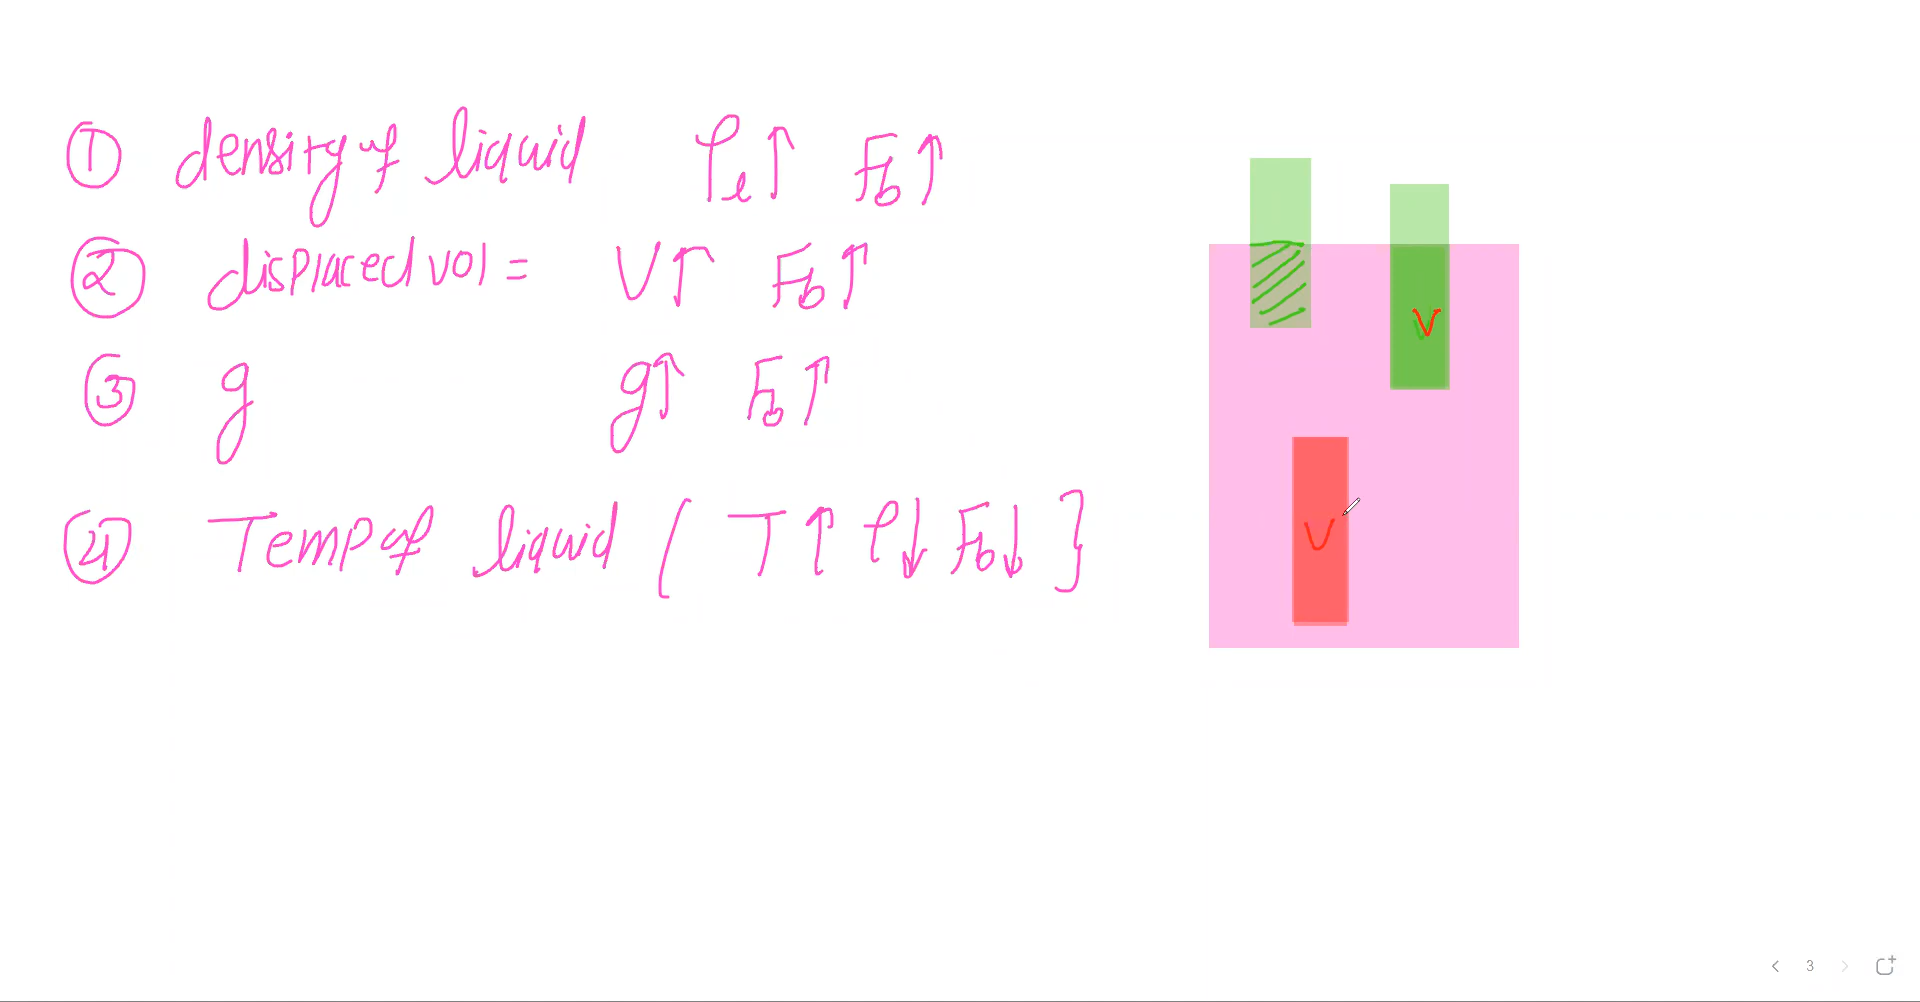 ① density of liquid ρₗ↑ Fb↑
② displaced vol = V↑ Fb↑
③ g g↑ Fb↑
④ Temp of liquid ( T↑ ρ↓ Fb↓ }
V
V
3